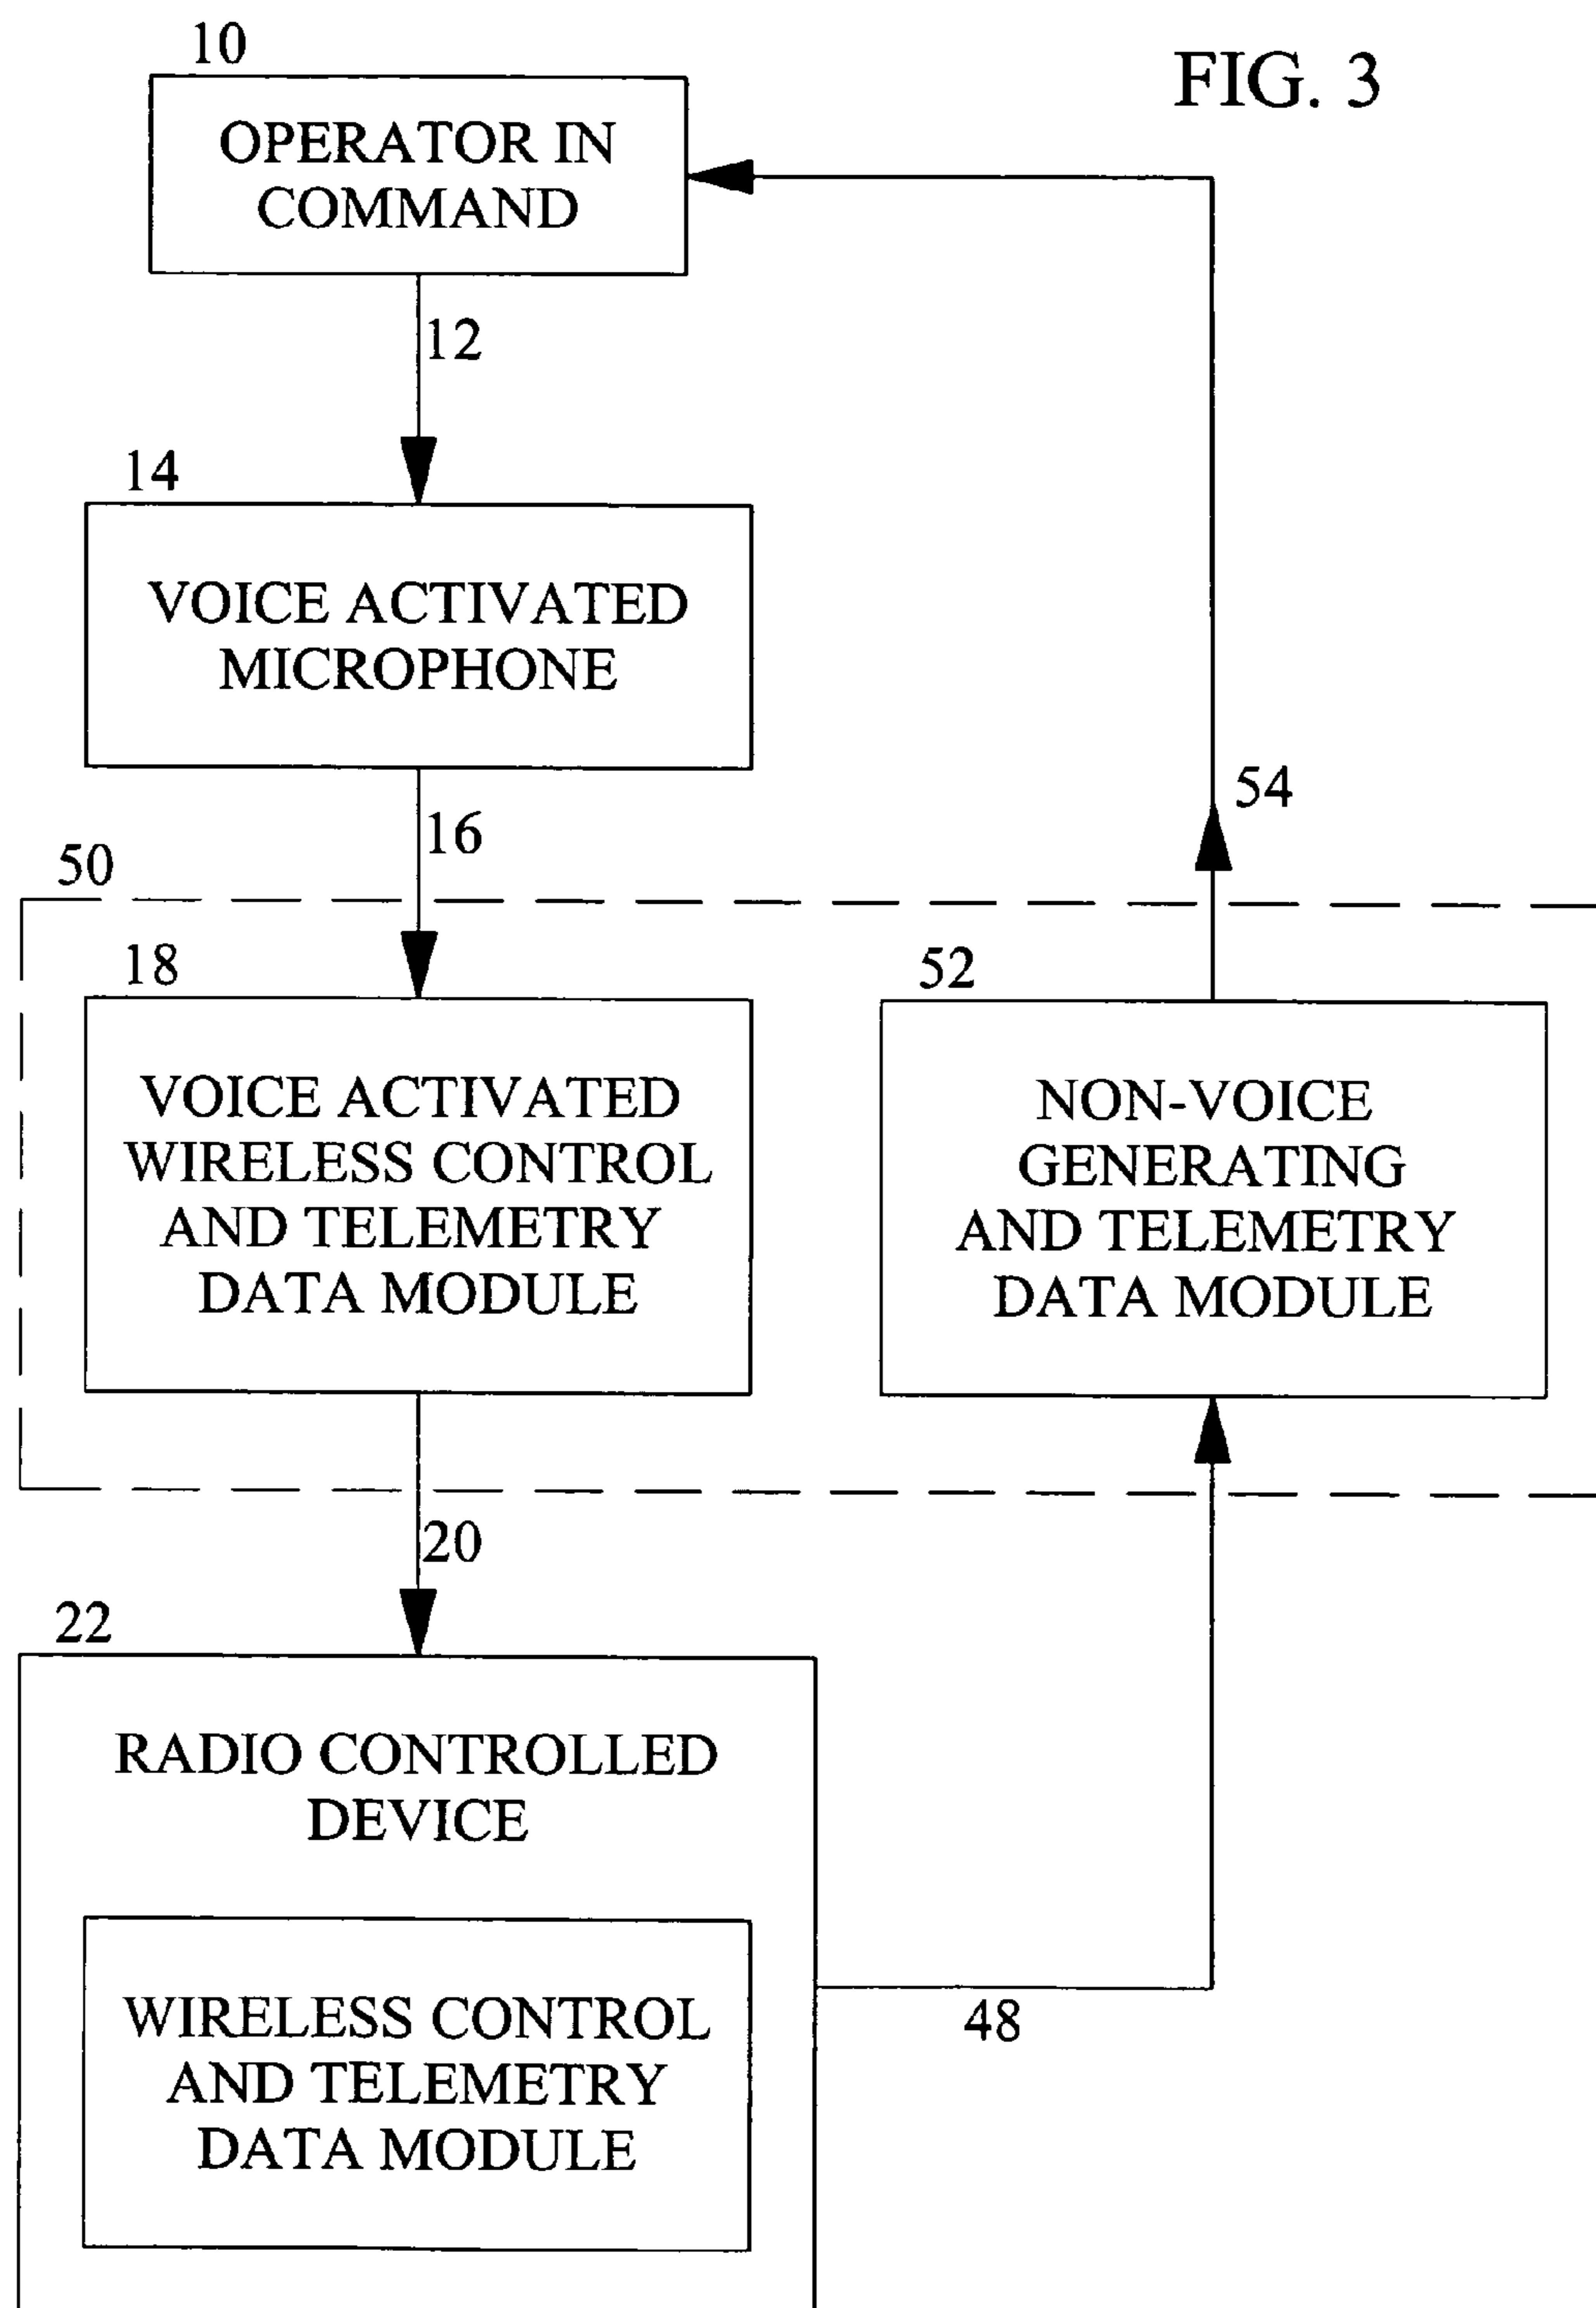 10
FIG. 3
OPERATOR IN
COMMAND
12
14
VOICE ACTIVATED
MICROPHONE
16
54
50
18
52
VOICE ACTIVATED
WIRELESS CONTROL
AND TELEMETRY
DATA MODULE
NON-VOICE
GENERATING
AND TELEMETRY
DATA MODULE
20
22
RADIO CONTROLLED
DEVICE
WIRELESS CONTROL
AND TELEMETRY
DATA MODULE
48